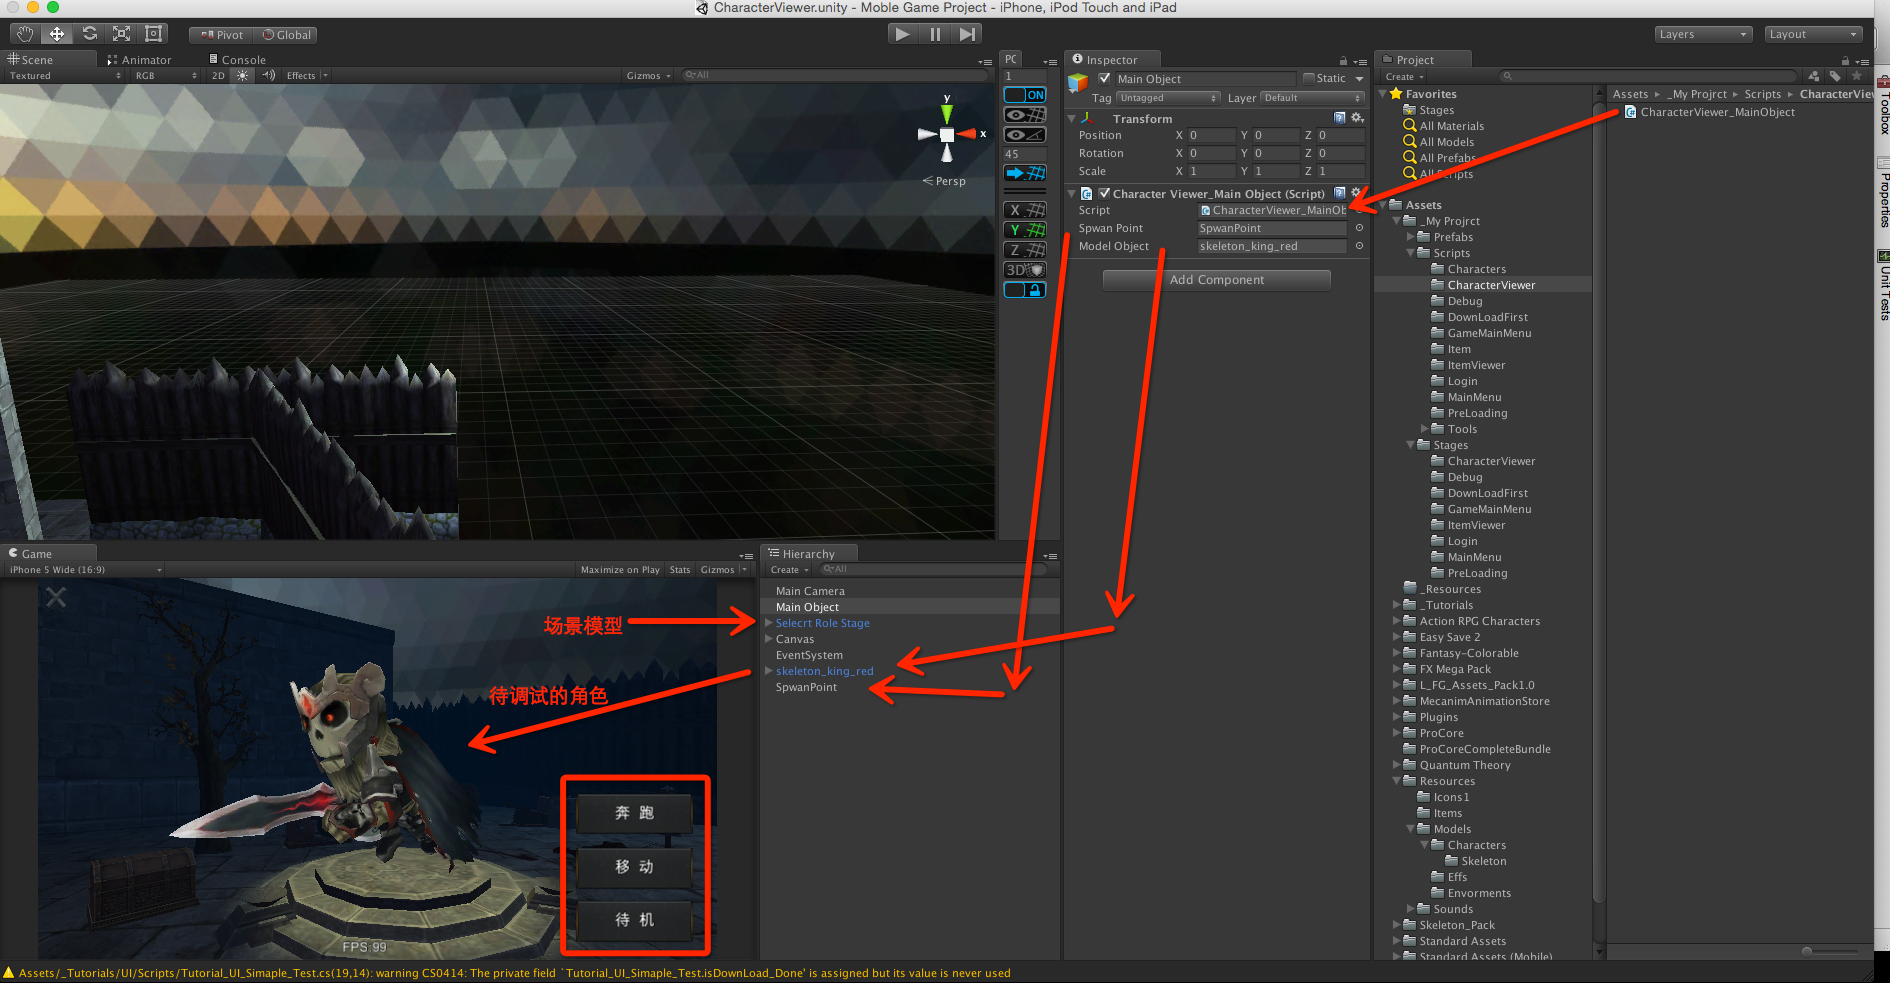 CharacterViewer.unity - Moble Game Project - iPhone, iPod Touch and iPad
Pivot
Global
Layers
Layout
Scene
Animator
Console
Textured
RGB
2D
Effects
Gizmos
All
y
x
Persp
PC
1
ON
45
X
Y
Z
3D
Inspector
Main Object
Static
Tag
Untagged
Layer
Default
Transform
Position
X 0 Y 0 Z 0
Rotation
X 0 Y 0 Z 0
Scale
X 1 Y 1 Z 1
Character Viewer_Main Object (Script)
Script
CharacterViewer_MainOb
Spwan Point
SpwanPoint
Model Object
skeleton_king_red
Add Component
Project
Create
Favorites
Stages
All Materials
All Models
All Prefabs
All Scripts
Assets
_My Projrct
Prefabs
Scripts
Characters
CharacterViewer
Debug
DownLoadFirst
GameMainMenu
Item
ItemViewer
Login
MainMenu
PreLoading
Tools
Stages
CharacterViewer
Debug
DownLoadFirst
GameMainMenu
ItemViewer
Login
MainMenu
PreLoading
_Resources
_Tutorials
Action RPG Characters
Easy Save 2
Fantasy-Colorable
FX Mega Pack
L_FG_Assets_Pack1.0
MecanimAnimationStore
Plugins
ProCore
ProCoreCompleteBundle
Quantum Theory
Resources
Icons1
Items
Models
Characters
Skeleton
Effs
Envorments
Sounds
Skeleton_Pack
Standard Assets
Standard Assets (Mobile)
Assets
_My Projrct
Scripts
CharacterView
CharacterViewer_MainObject
Toolbox
Properties
Unit Tests
Game
iPhone 5 Wide (16:9)
Maximize on Play
Stats
Gizmos
Hierarchy
Create
All
Main Camera
Main Object
Selecrt Role Stage
Canvas
EventSystem
skeleton_king_red
SpwanPoint
场景模型
待调试的角色
奔 跑
移 动
待 机
FPS:99
Assets/_Tutorials/UI/Scripts/Tutorial_UI_Simaple_Test.cs(19,14): warning CS0414: The private field `Tutorial_UI_Simaple_Test.isDownLoad_Done' is assigned but its value is never used